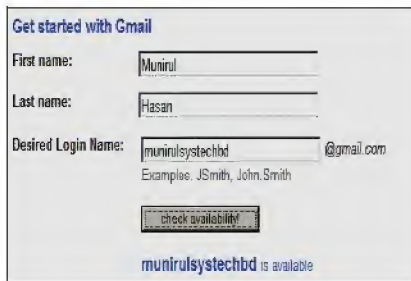 Get started with Gmail
First name: Munirul
Last name: Hasan
Desired Login Name: munirulsystechbd @gmail.com
Examples: JSmith, John.Smith
check availability!
munirulsystechbd is available